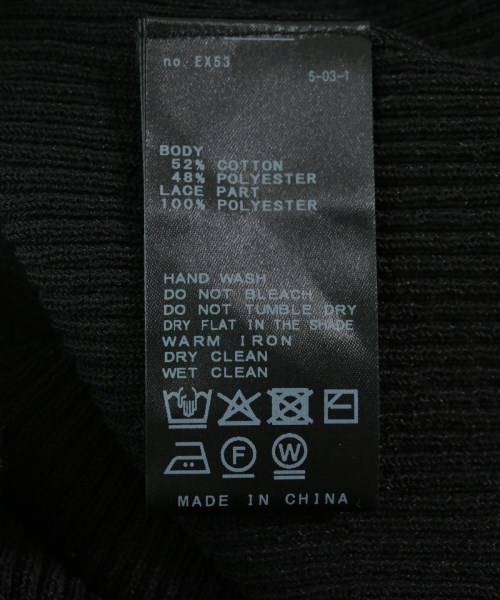 no. EX53
5-03-1
BODY
52% COTTON
48% POLYESTER
LACE PART
100% POLYESTER
HAND WASH
DO NOT BLEACH
DO NOT TUMBLE DRY
DRY FLAT IN THE SHADE
WARM IRON
DRY CLEAN
WET CLEAN
F W
MADE IN CHINA